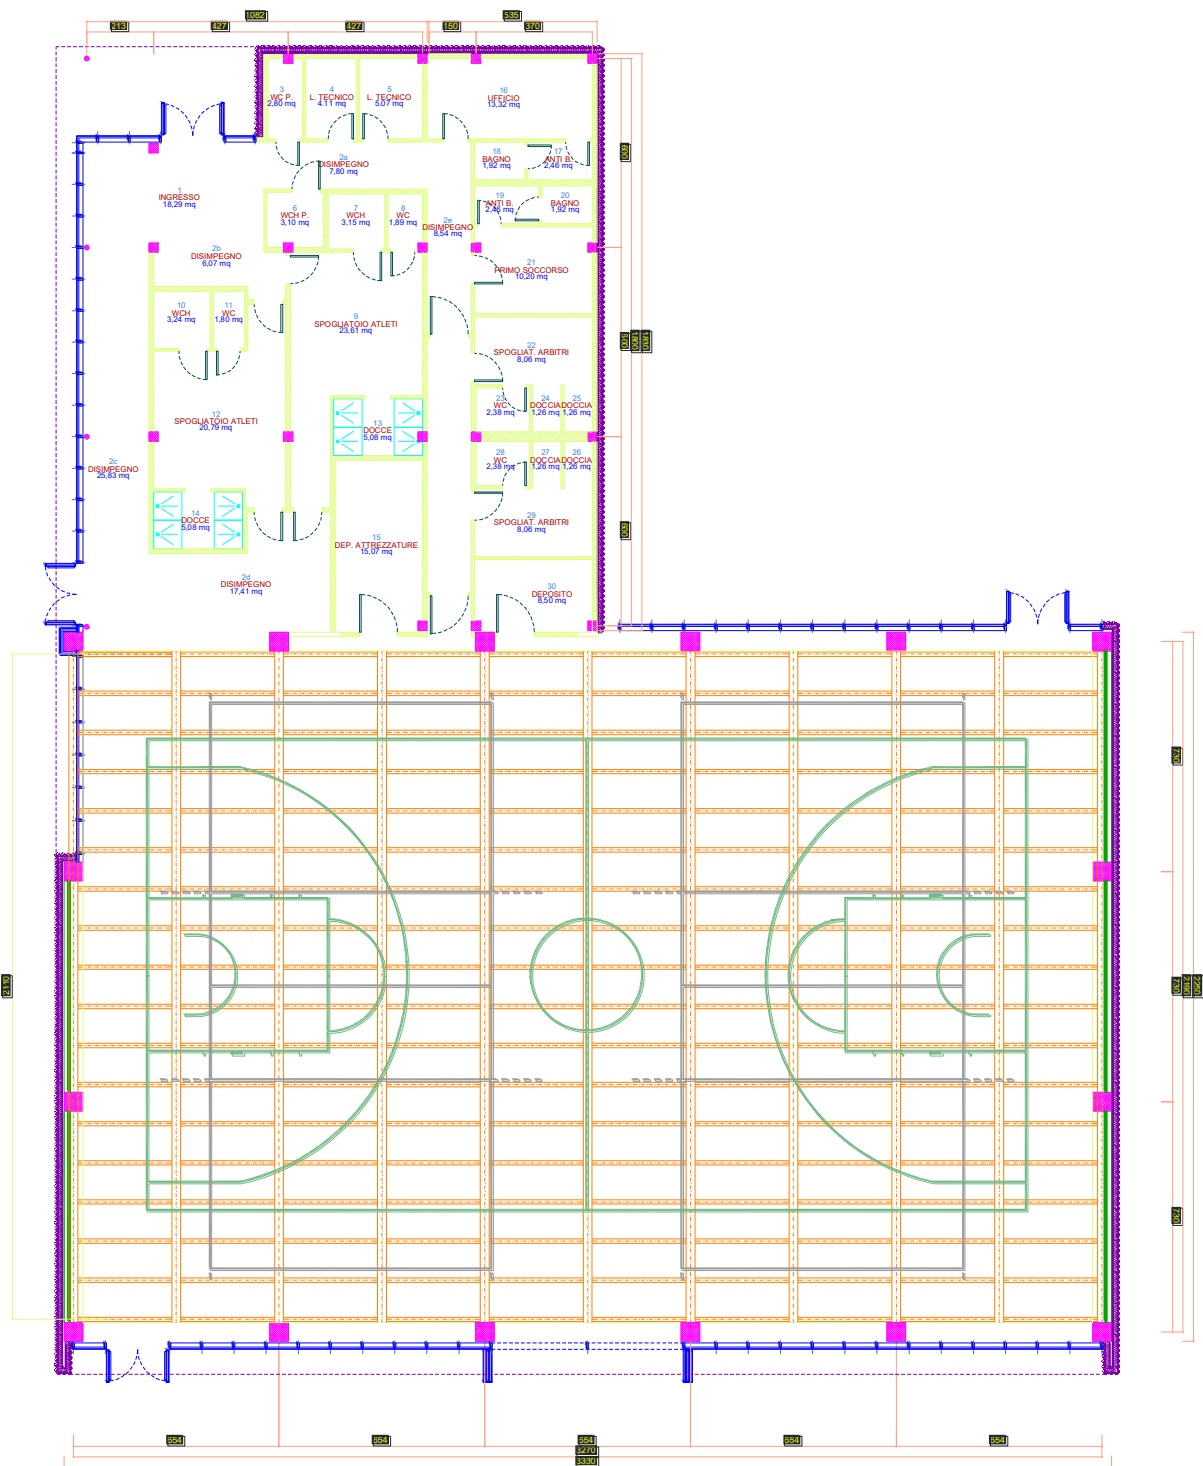 1082
535
213
427
427
150
370
3
WC P.
2,80 mq
4
L. TECNICO
4.11 mq
5
L. TECNICO
5.07 mq
16
UFFICIO
13,32 mq
2a
DISIMPEGNO
7,80 mq
18
BAGNO
1,92 mq
17
ANTI B.
2,46 mq
600
1
INGRESSO
18,29 mq
6
WCH P.
3,10 mq
7
WCH
3,15 mq
8
WC
1,89 mq
2e
DISIMPEGNO
8,54 mq
19
ANTI B.
2,46 mq
20
BAGNO
1,92 mq
2b
DISIMPEGNO
6,07 mq
21
PRIMO SOCCORSO
10,20 mq
10
WCH
3,24 mq
11
WC
1,80 mq
9
SPOGLIATOIO ATLETI
23,61 mq
22
SPOGLIAT. ARBITRI
8,06 mq
600
1800
12
SPOGLIATOIO ATLETI
20,79 mq
13
DOCCE
5,08 mq
23
WC
2,38 mq
24
DOCCIA
1,26 mq
25
DOCCIA
1,26 mq
2c
DISIMPEGNO
25,83 mq
28
WC
2,38 mq
27
DOCCIA
1,26 mq
26
DOCCIA
1,26 mq
14
DOCCE
5,08 mq
15
DEP. ATTREZZATURE
15,07 mq
29
SPOGLIAT. ARBITRI
8,06 mq
600
2d
DISIMPEGNO
17,41 mq
30
DEPOSITO
8,50 mq
730
2110
730
2190
2250
730
654
654
654
654
654
3270
3330